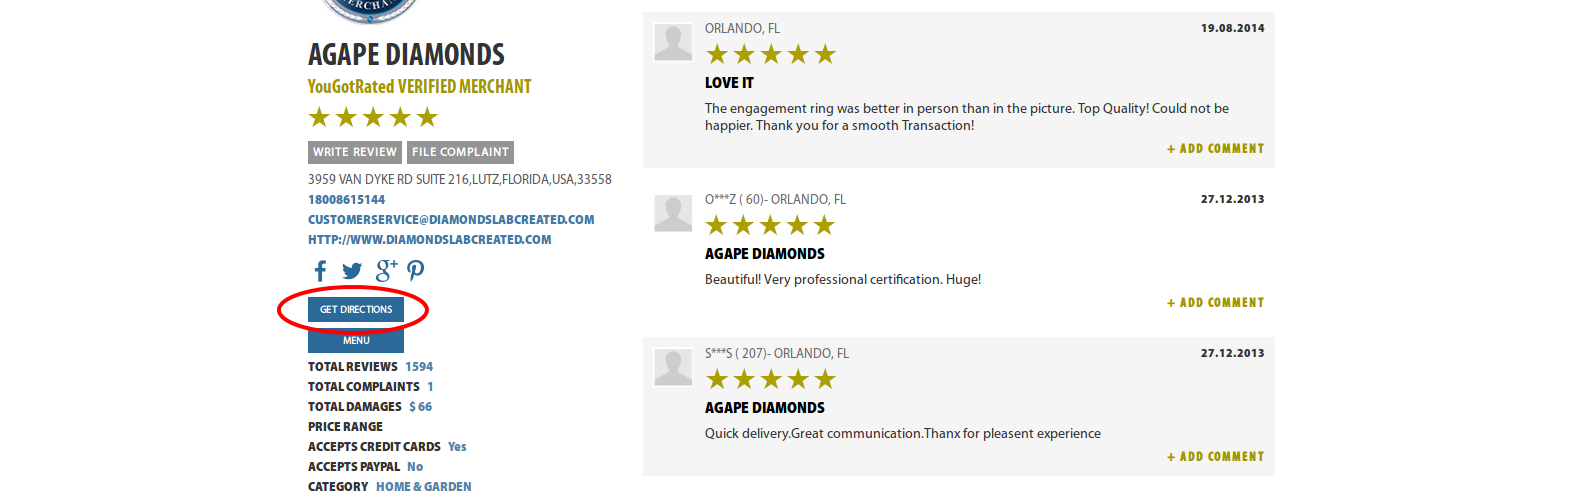 MERCHANT
AGAPE DIAMONDS
YouGotRated VERIFIED MERCHANT
WRITE REVIEW FILE COMPLAINT
3959 VAN DYKE RD SUITE 216,LUTZ,FLORIDA,USA,33558
18008615144
CUSTOMERSERVICE@DIAMONDSLABCREATED.COM
HTTP://WWW.DIAMONDSLABCREATED.COM
GET DIRECTIONS
MENU
TOTAL REVIEWS 1594
TOTAL COMPLAINTS 1
TOTAL DAMAGES $ 66
PRICE RANGE
ACCEPTS CREDIT CARDS Yes
ACCEPTS PAYPAL No
CATEGORY HOME & GARDEN
ORLANDO, FL 19.08.2014
LOVE IT
The engagement ring was better in person than in the picture. Top Quality! Could not be
happier. Thank you for a smooth Transaction!
+ ADD COMMENT
O***Z ( 60)- ORLANDO, FL 27.12.2013
AGAPE DIAMONDS
Beautiful! Very professional certification. Huge!
+ ADD COMMENT
S***S ( 207)- ORLANDO, FL 27.12.2013
AGAPE DIAMONDS
Quick delivery.Great communication.Thanx for pleasent experience
+ ADD COMMENT